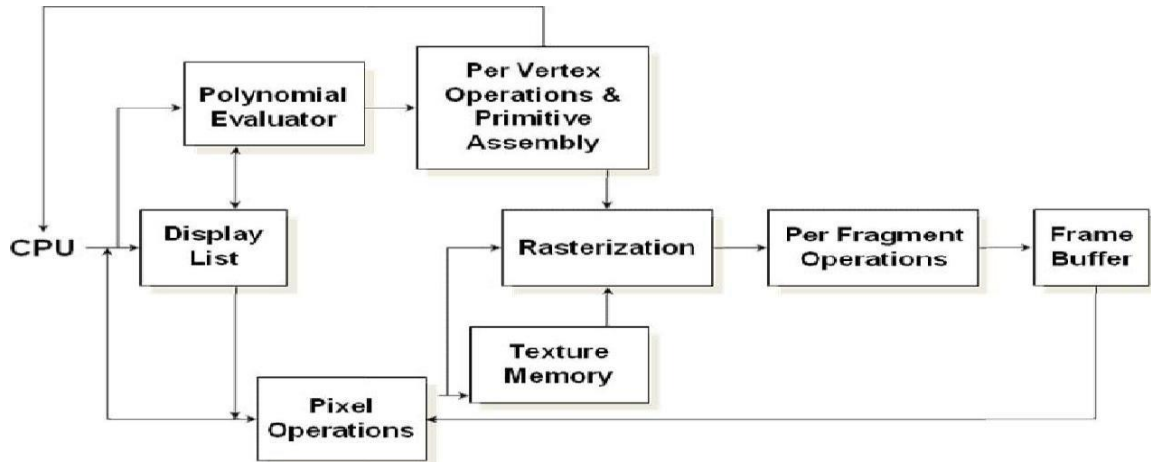 Per Vertex
Operations &
Primitive
Assembly
Polynomial
Evaluator
CPU
Display
List
Rasterization
Per Fragment
Operations
Frame
Buffer
Texture
Memory
Pixel
Operations